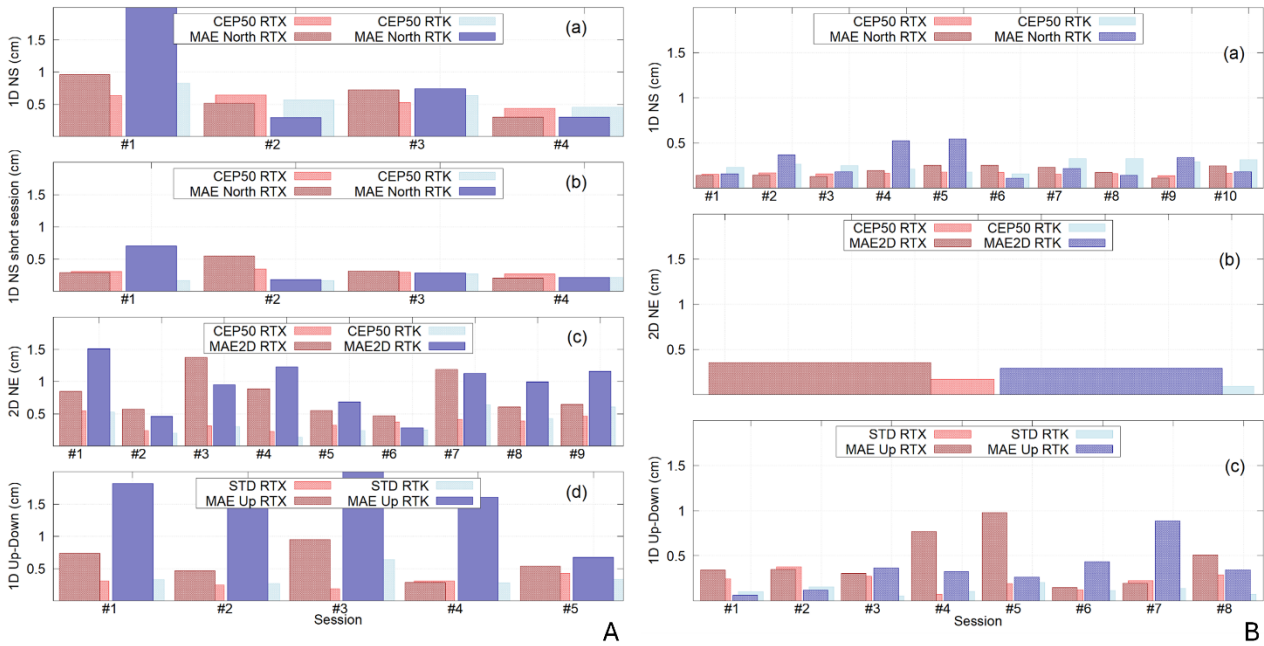 CEP50 RTX CEP50 RTK
MAE North RTX MAE North RTK
(a)
1D NS (cm)
1.5
1
0.5
#1 #2 #3 #4
CEP50 RTX CEP50 RTK
MAE North RTX MAE North RTK
(b)
1D NS short session (cm)
1.5
1
0.5
#1 #2 #3 #4
CEP50 RTX CEP50 RTK
MAE2D RTX MAE2D RTK
(c)
2D NE (cm)
1.5
1
0.5
#1 #2 #3 #4 #5 #6 #7 #8 #9
STD RTX STD RTK
MAE Up RTX MAE Up RTK
(d)
1D Up-Down (cm)
1.5
1
0.5
#1 #2 #3 #4 #5
Session
A
CEP50 RTX CEP50 RTK
MAE North RTX MAE North RTK
(a)
1D NS (cm)
1.5
1
0.5
#1 #2 #3 #4 #5 #6 #7 #8 #9 #10
CEP50 RTX CEP50 RTK
MAE2D RTX MAE2D RTK
(b)
2D NE (cm)
1.5
1
0.5
STD RTX STD RTK
MAE Up RTX MAE Up RTK
(c)
1D Up-Down (cm)
1.5
1
0.5
#1 #2 #3 #4 #5 #6 #7 #8
Session
B